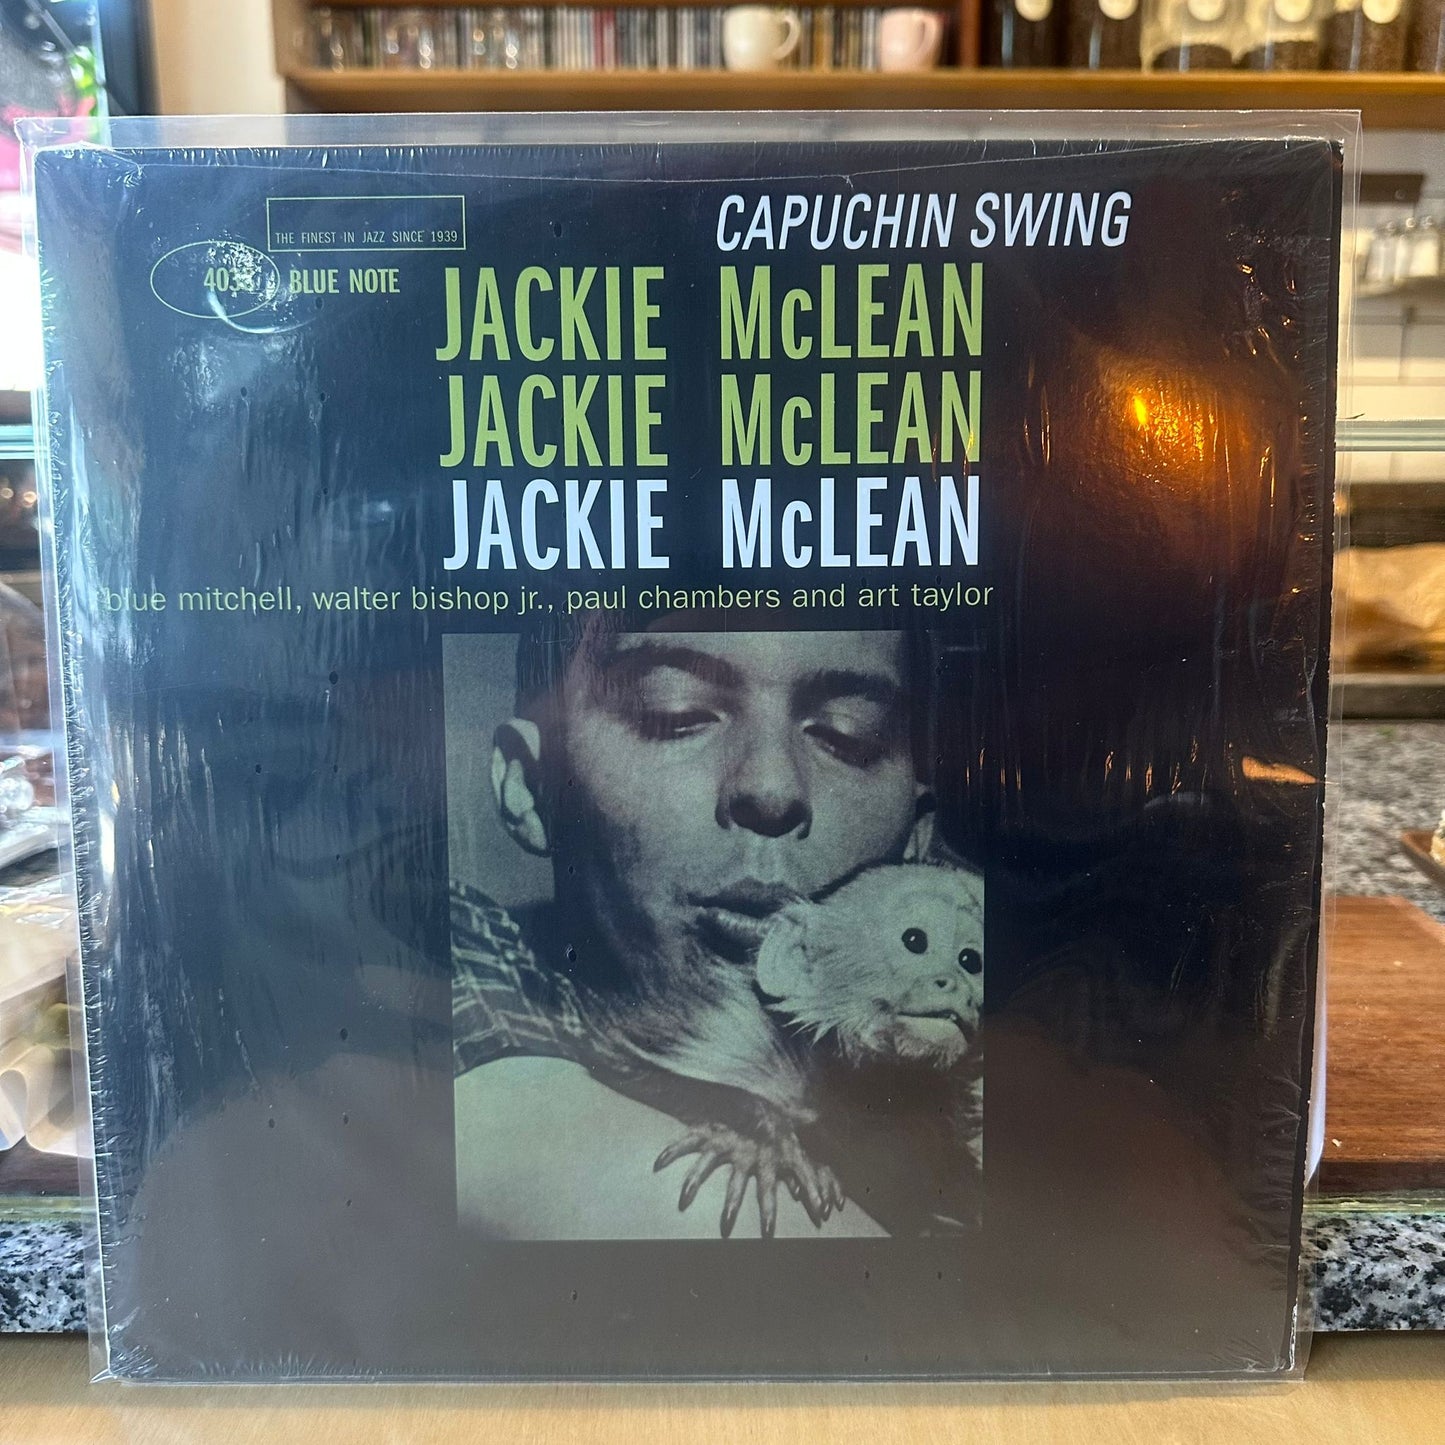 THE FINEST IN JAZZ SINCE 1939
CAPUCHIN SWING
BLUE NOTE
JACKIE McLEAN
JACKIE McLEAN
JACKIE McLEAN
blue mitchell, walter bishop jr., paul chambers and art taylor